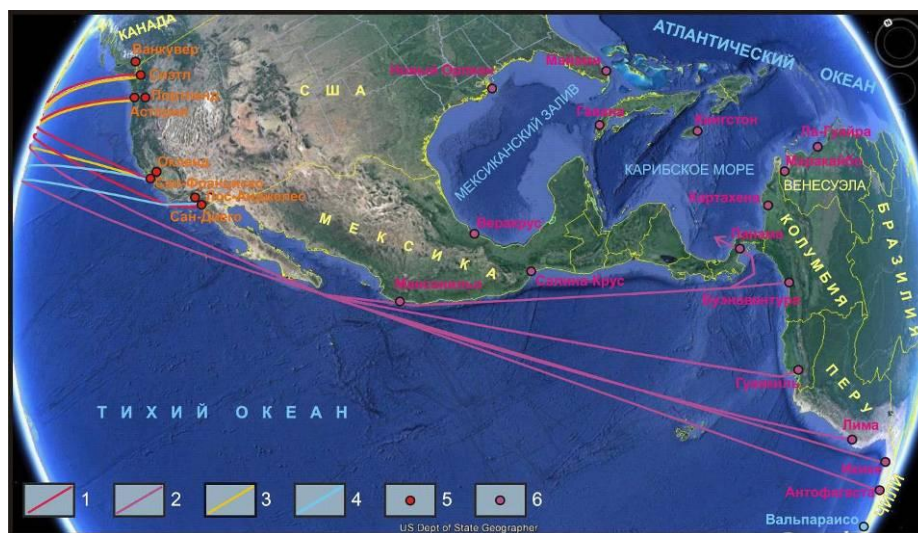 КАНАДА
АТЛАНТИЧЕСКИЙ ОКЕАН
Ванкувер
Сиэтл
Новый Орлеан
Майами
США
Портленд
Астория
Гавана
Кингстон
МЕКСИКАНСКИЙ ЗАЛИВ
Ла-Гуайра
КАРИБСКОЕ МОРЕ
Маракайбо
ВЕНЕСУЭЛА
Окленд
Сан-Франциско
Лос-Анджелес
Сан-Диего
Картахена
БРАЗИЛИЯ
Веракрус
Панама
КОЛУМБИЯ
МЕКСИКА
Салина Крус
Мансанильо
Буэнавентура
Гуаякиль
ПЕРУ
ТИХИЙ ОКЕАН
Лима
Антофагаста
ЧИЛИ
1 2 3 4 5 6
Вальпараисо
US Dept of State Geographer